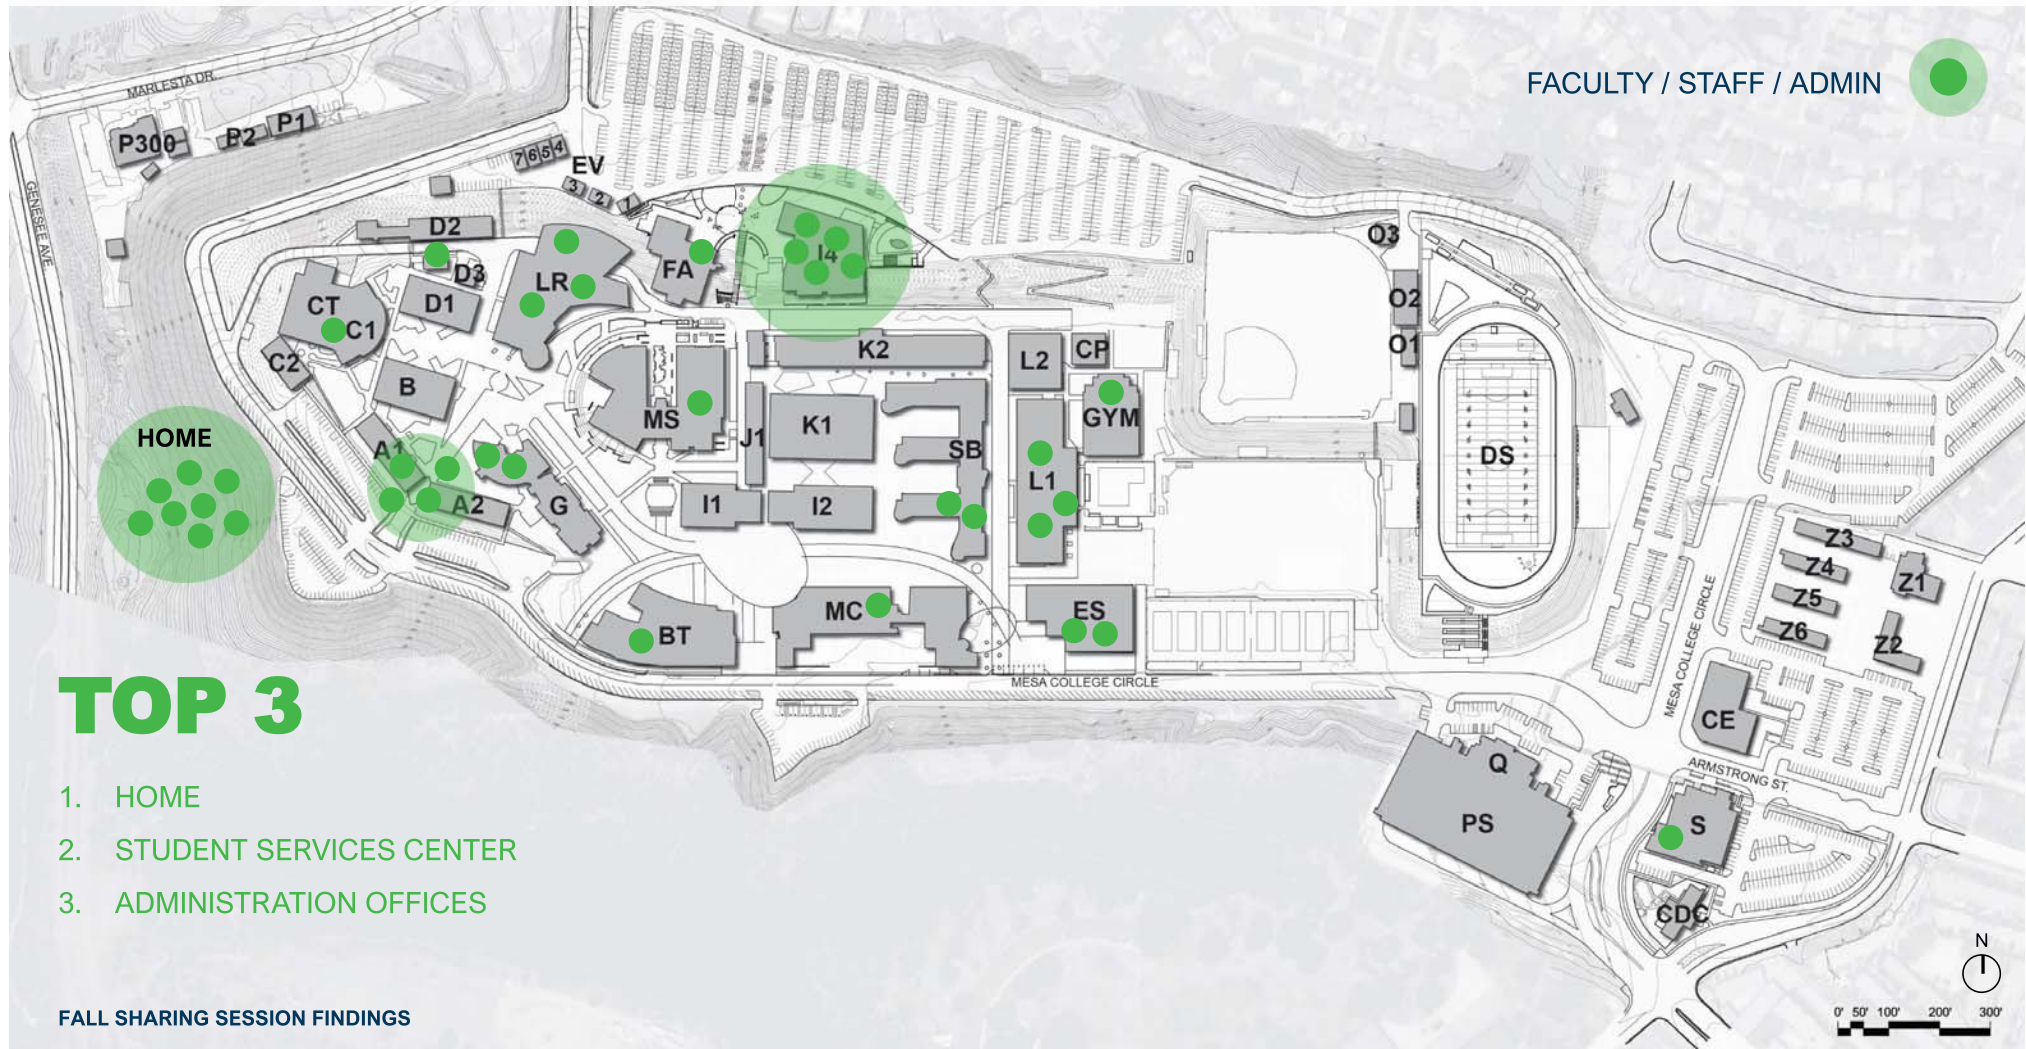 MARLESTA DR.
FACULTY / STAFF / ADMIN
P300
P2
P1
GENESEE AVE
7
6
5
4
EV
3
2
1
D2
D3
LR
FA
I4
O3
CT
C1
D1
O2
O1
C2
B
K2
L2
CP
MS
J1
K1
GYM
HOME
A1
SB
DS
A2
G
I1
I2
L1
Z3
Z4
Z1
Z5
Z6
Z2
BT
MC
ES
MESA COLLEGE CIRCLE
MESA COLLEGE CIRCLE
CE
TOP 3
Q
ARMSTRONG ST.
1. HOME
PS
S
2. STUDENT SERVICES CENTER
3. ADMINISTRATION OFFICES
CDC
N
FALL SHARING SESSION FINDINGS
0' 50' 100' 200' 300'